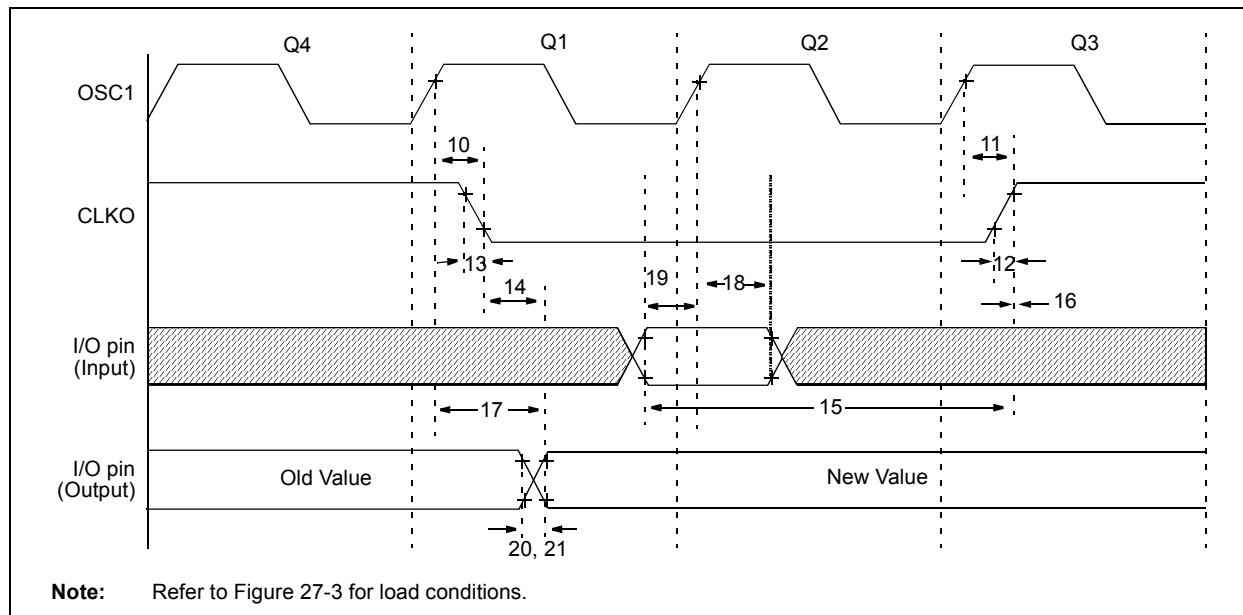 Q4 Q1 Q2 Q3
OSC1
10 11
CLKO
13 12
14 19 18 16
I/O pin
(Input)
17 15
I/O pin
(Output)
Old Value New Value
20, 21
Note: Refer to Figure 27-3 for load conditions.